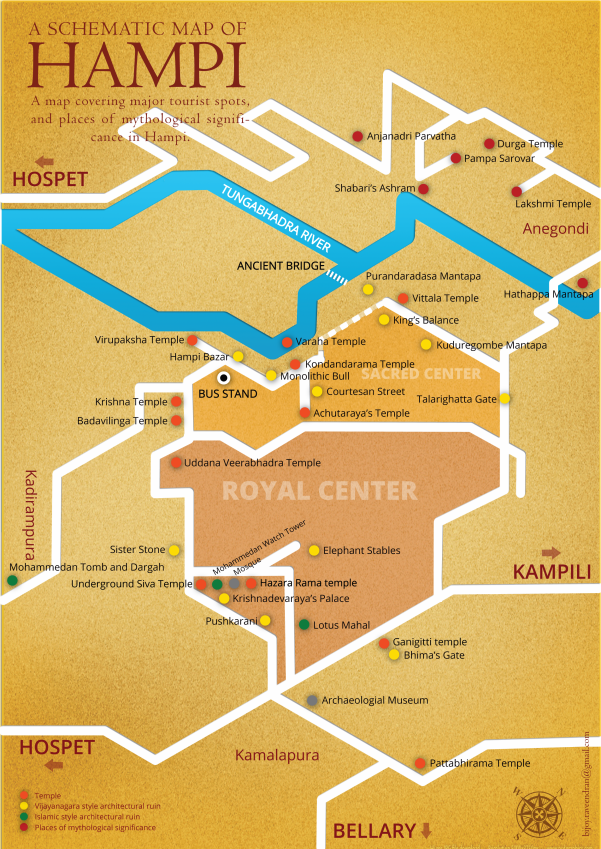 A SCHEMATIC MAP OF
HAMPI
A map covering major tourist spots,
and places of mythological signifi-
cance in Hampi.
HOSPET
Anjanadri Parvatha
Durga Temple
Pampa Sarovar
Shabari's Ashram
Lakshmi Temple
Anegondi
TUNGABHADRA RIVER
ANCIENT BRIDGE
Purandaradasa Mantapa
Hathappa Mantapa
Vittala Temple
King's Balance
Virupaksha Temple
Varaha Temple
Kuduregombe Mantapa
Hampi Bazar
Kondandarama Temple
SACRED CENTER
Monolithic Bull
BUS STAND
Courtesan Street
Talarighatta Gate
Krishna Temple
Achutaraya's Temple
Badavilinga Temple
Uddana Veerabhadra Temple
ROYAL CENTER
Kadirampura
Mohammedan Watch Tower
Mosque
Sister Stone
Elephant Stables
Mohammedan Tomb and Dargah
KAMPILI
Underground Siva Temple
Hazara Rama temple
Krishnadevaraya's Palace
Pushkarani
Lotus Mahal
Ganigitti temple
Bhima's Gate
Archaeologial Museum
HOSPET
Kamalapura
Pattabhirama Temple
Temple
Vijayanagara style architectural ruin
Islamic style architectural ruin
Places of mythological significance
BELLARY
W
N
S
E
bijoy.raveendran@gmail.com